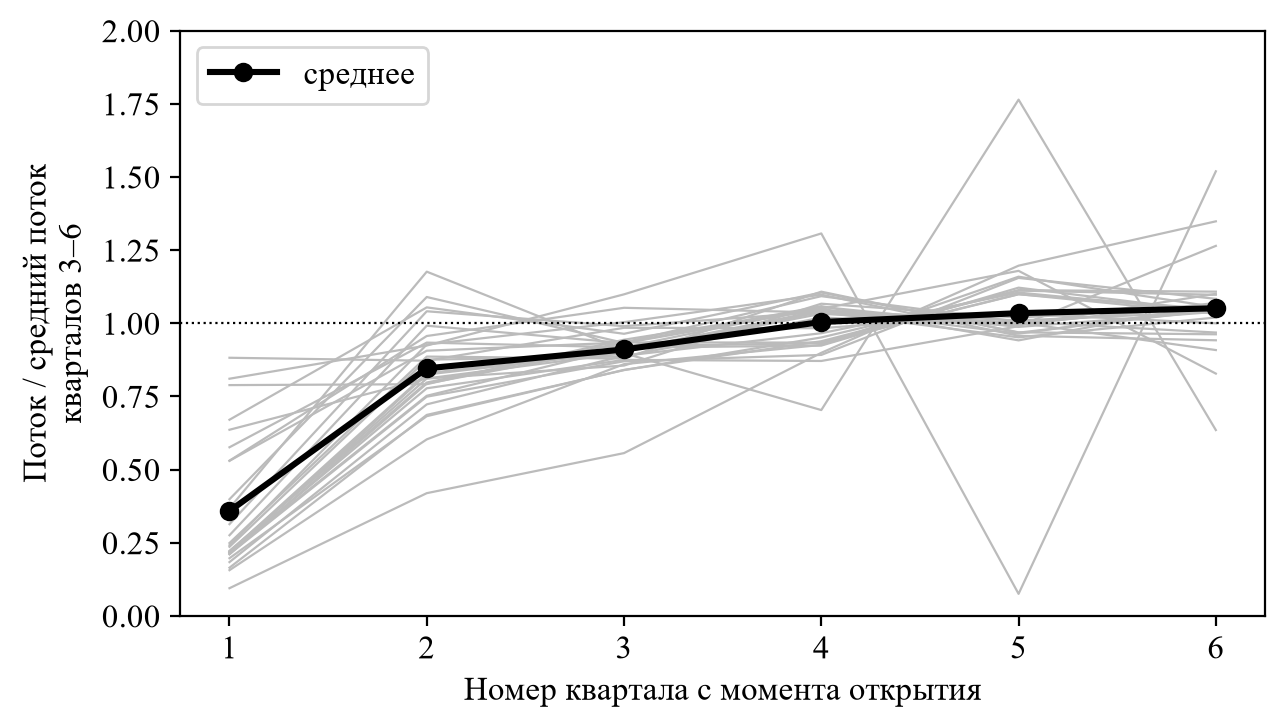 2.00
1.75
1.50
1.25
1.00
0.75
0.50
0.25
0.00
среднее
Поток / средний поток
кварталов 3–6
1 2 3 4 5 6
Номер квартала с момента открытия